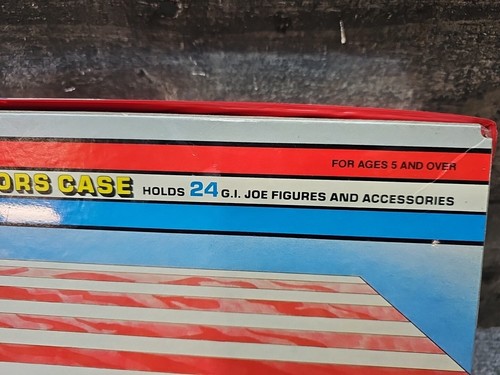 FOR AGES 5 AND OVER
ORS CASE HOLDS 24 G.I. JOE FIGURES AND ACCESSORIES